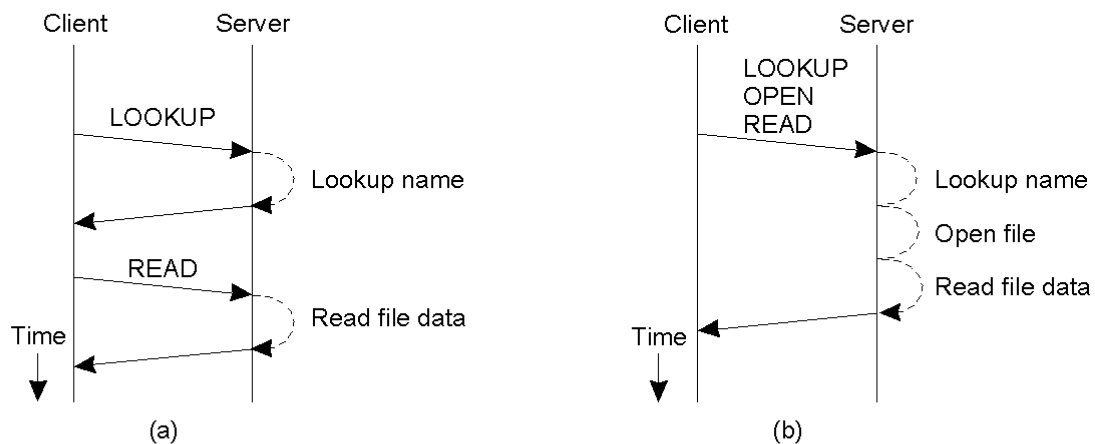 Client
Server
LOOKUP
Lookup name
READ
Read file data
Time
(a)
Client
Server
LOOKUP
OPEN
READ
Lookup name
Open file
Read file data
Time
(b)